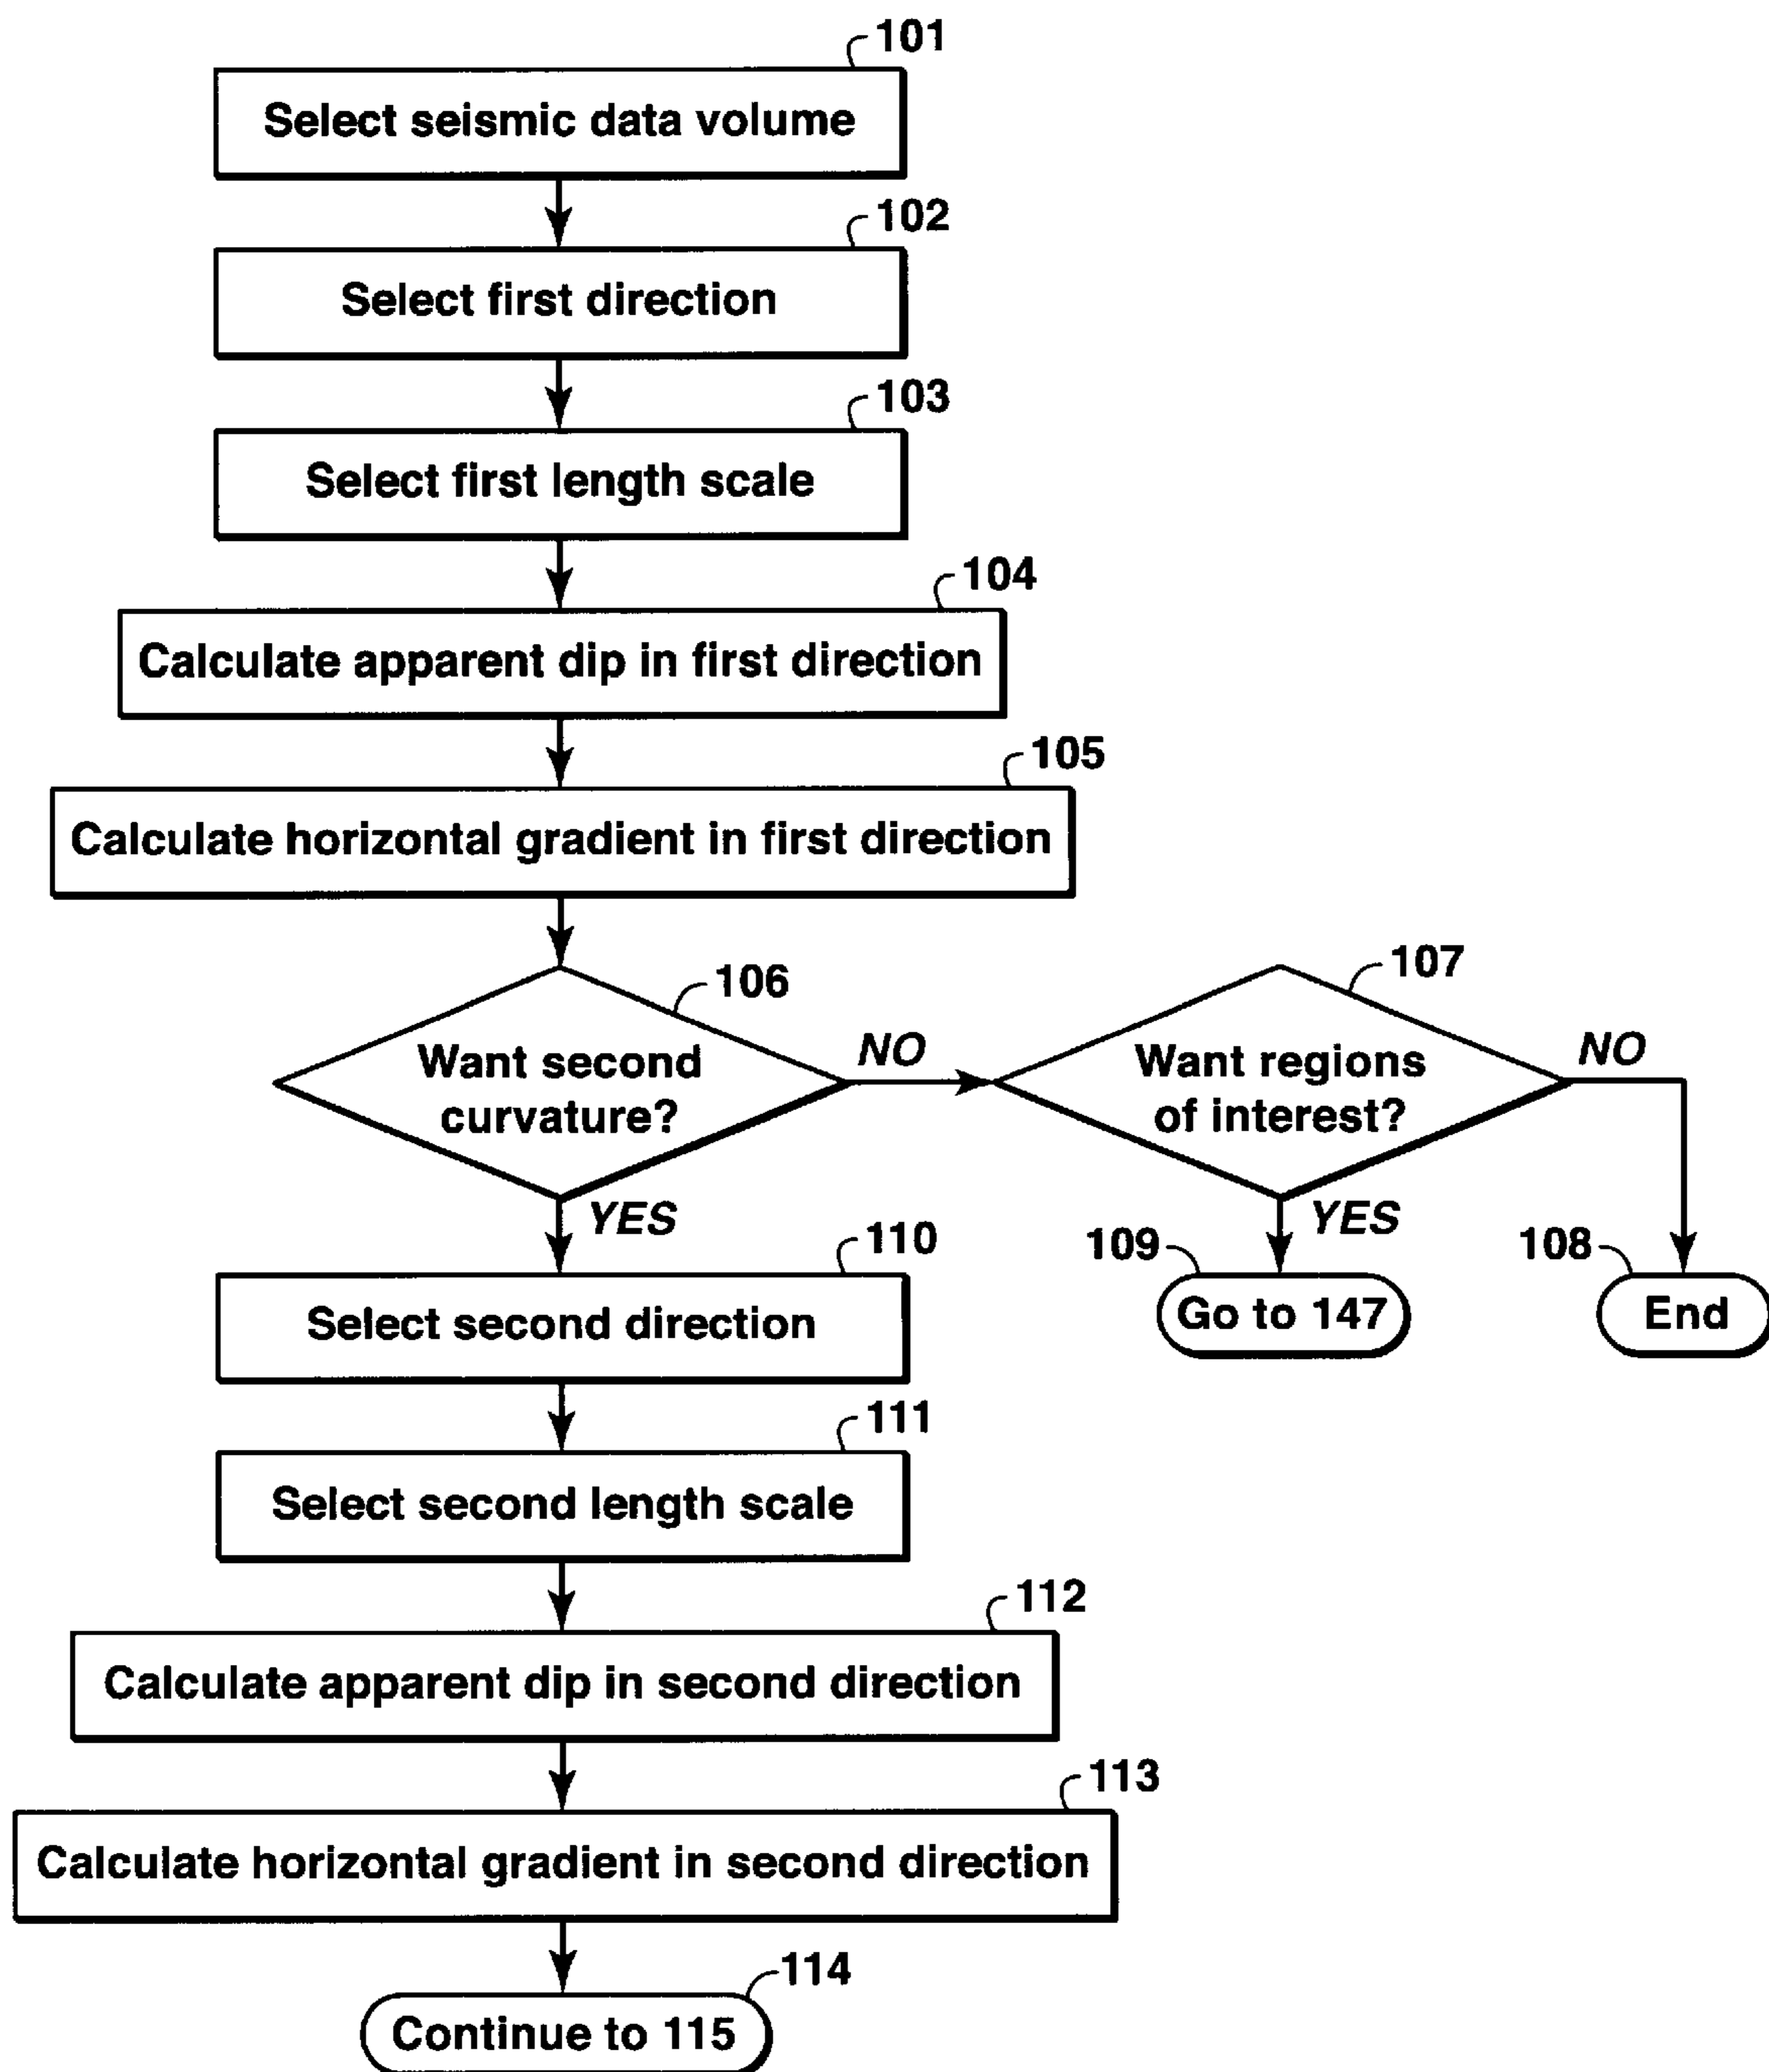 101
Select seismic data volume
102
Select first direction
103
Select first length scale
104
Calculate apparent dip in first direction
105
Calculate horizontal gradient in first direction
106
Want second
curvature?
NO
YES
107
Want regions
of interest?
NO
YES
109
Go to 147
108
End
110
Select second direction
111
Select second length scale
112
Calculate apparent dip in second direction
113
Calculate horizontal gradient in second direction
114
Continue to 115